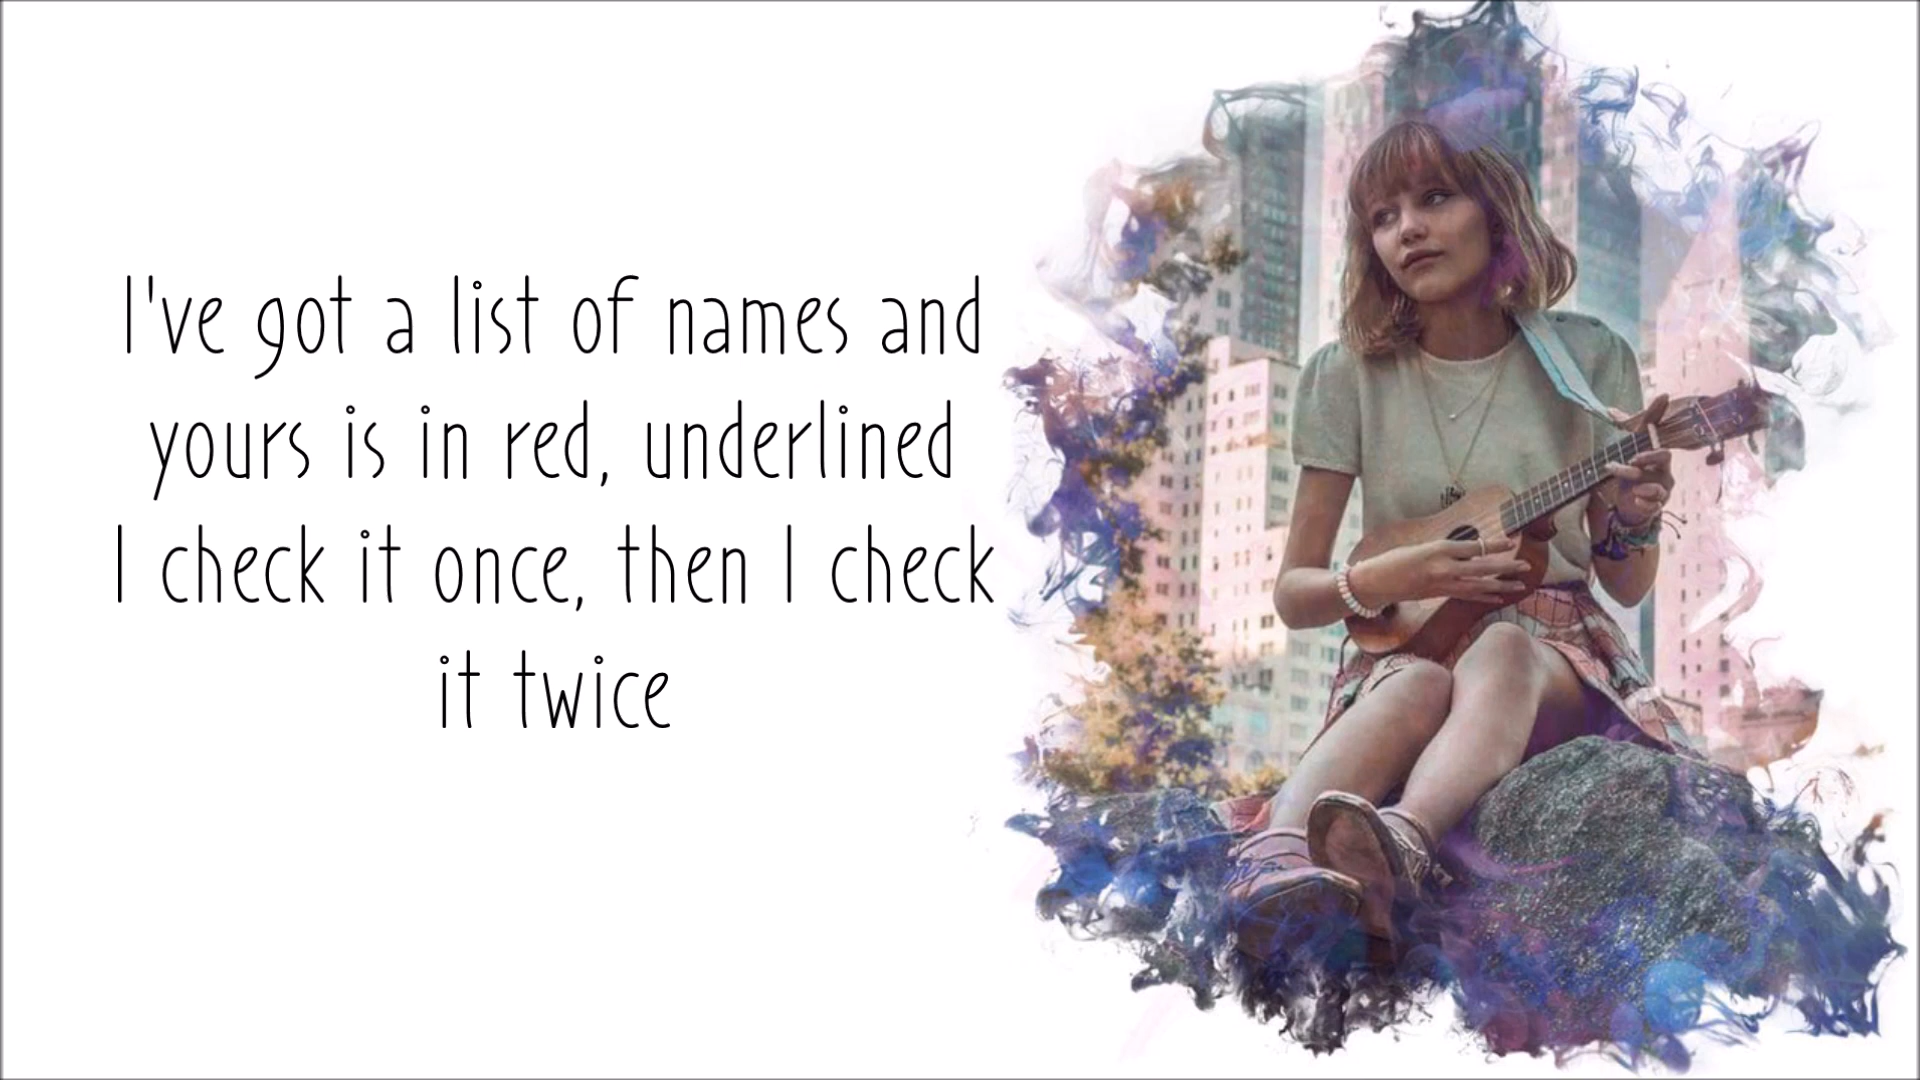 I've got a list of names and
yours is in red, underlined
I check it once, then I check
it twice